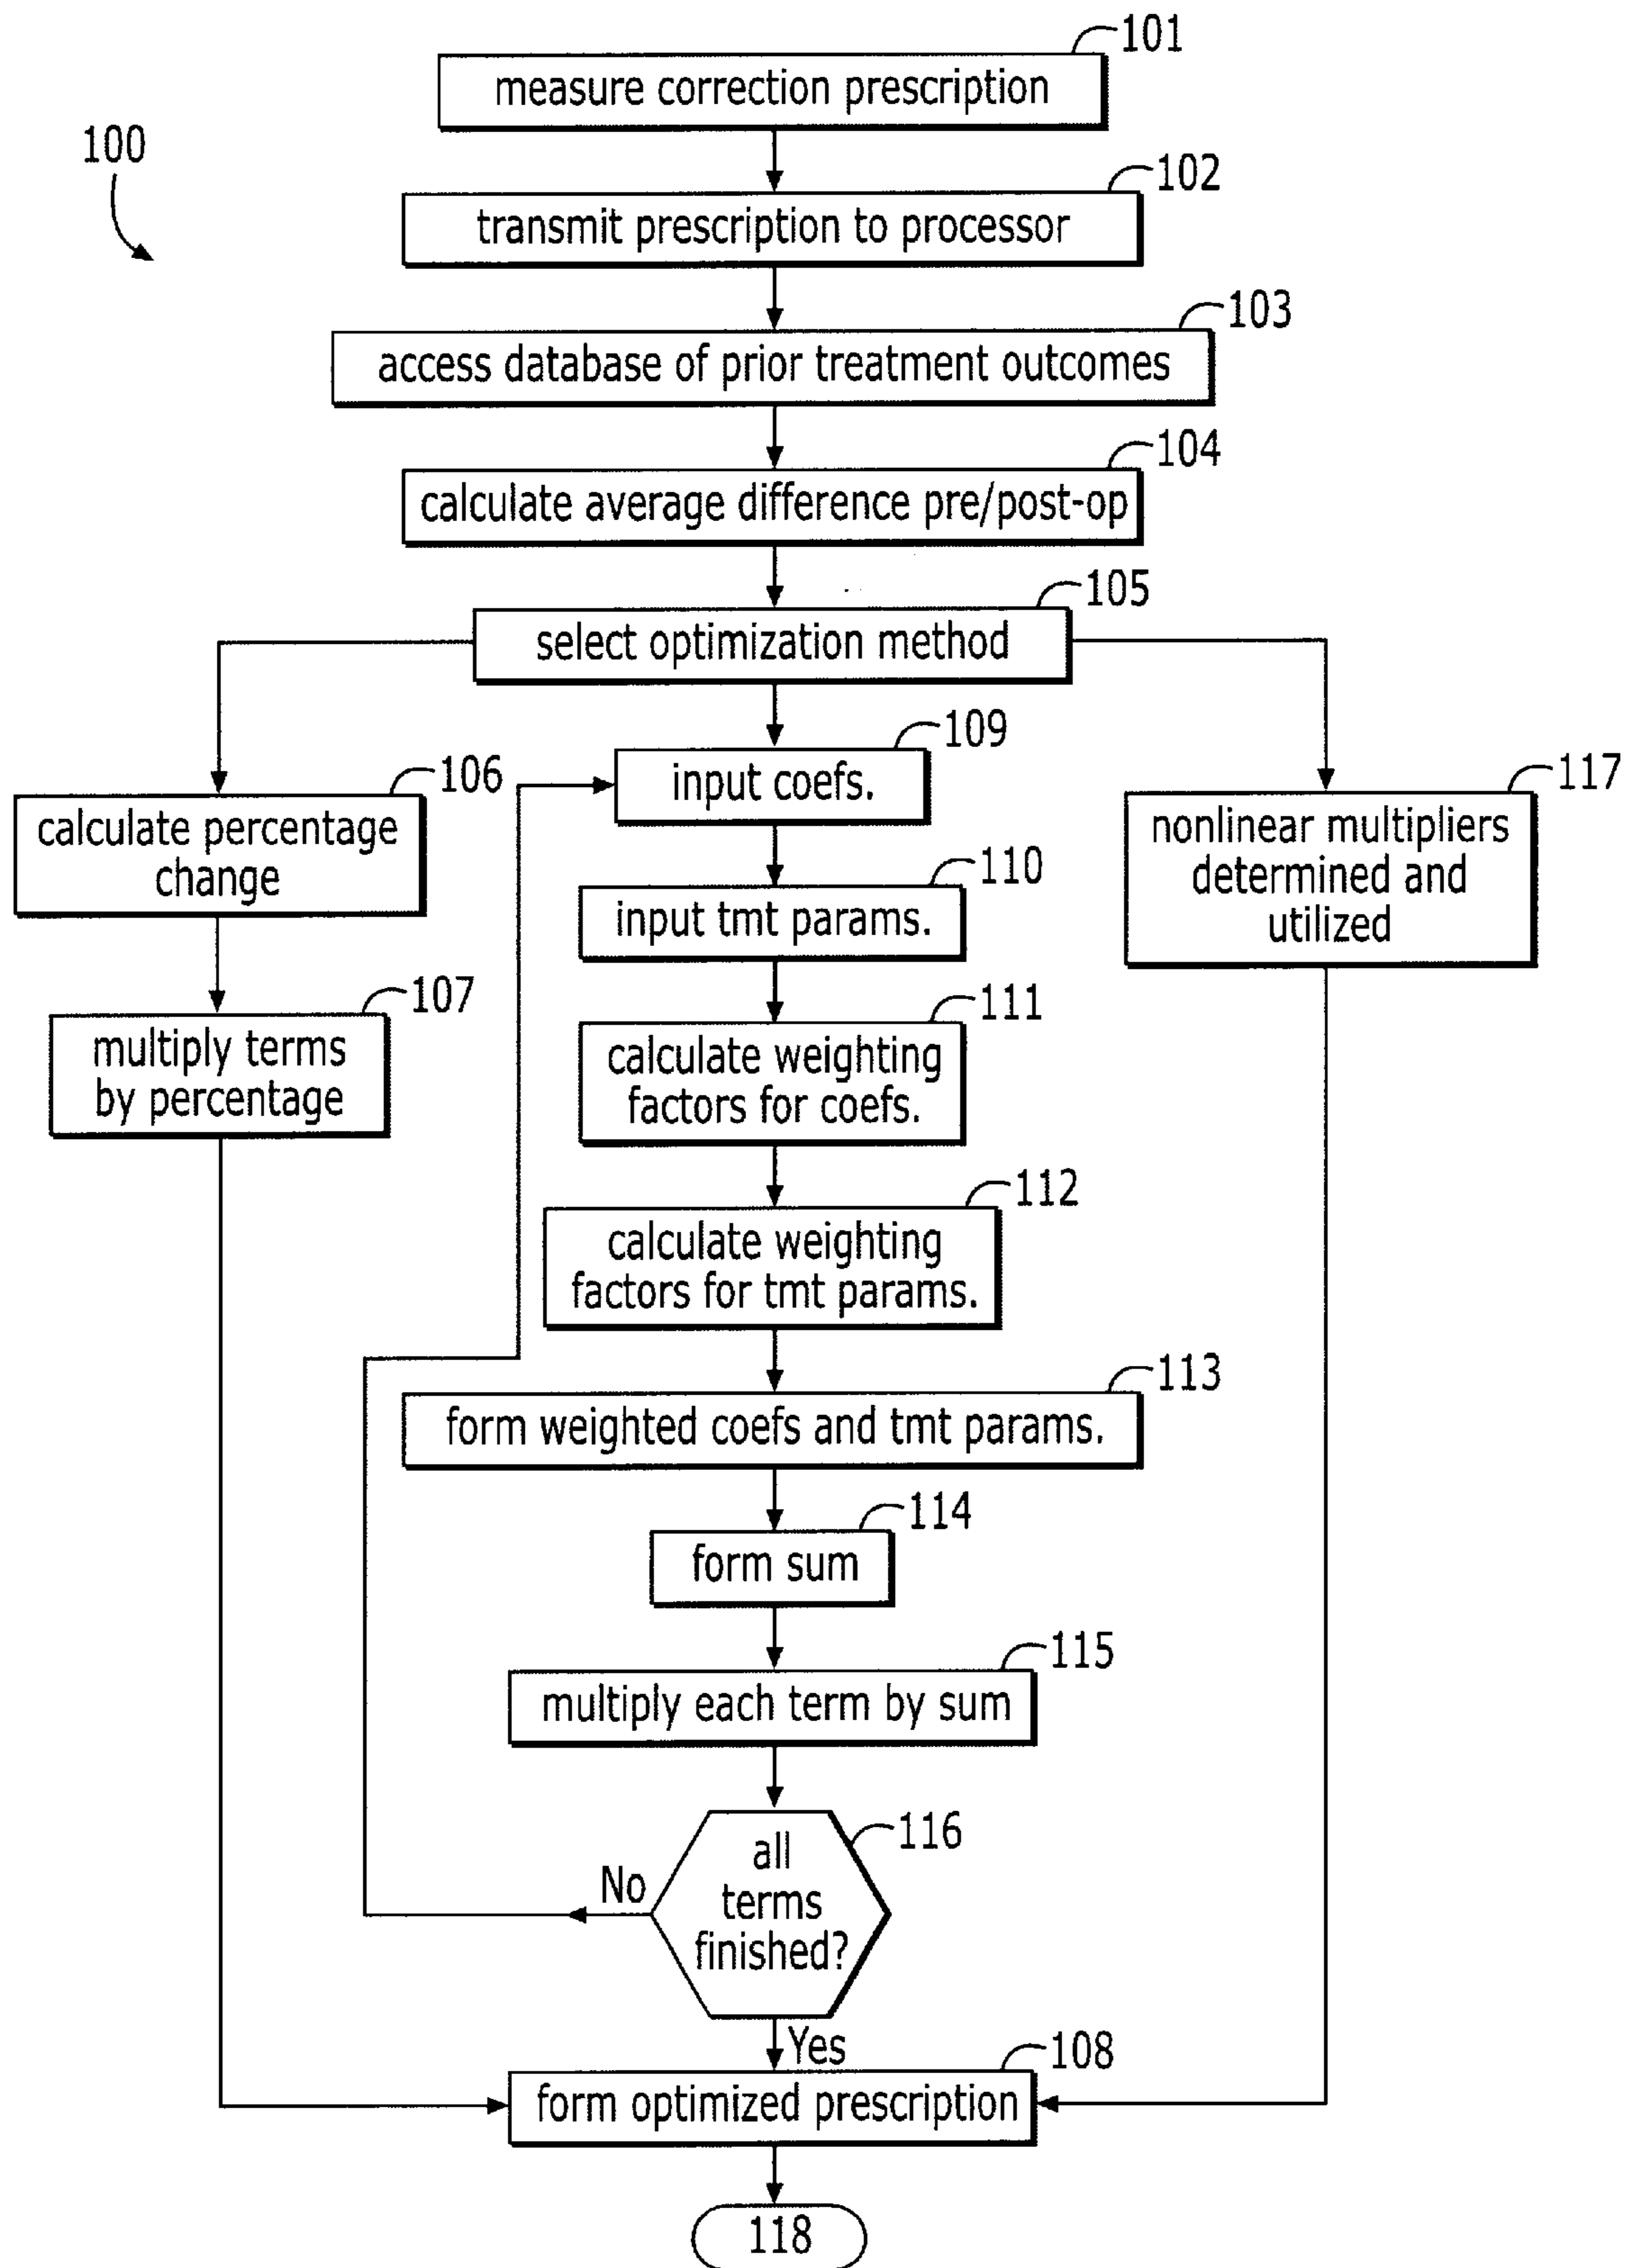 101
measure correction prescription
100
102
transmit prescription to processor
103
access database of prior treatment outcomes
104
calculate average difference pre/post-op
105
select optimization method
109
input coefs.
106
calculate percentage
change
117
nonlinear multipliers
determined and
utilized
110
input tmt params.
107
multiply terms
by percentage
111
calculate weighting
factors for coefs.
112
calculate weighting
factors for tmt params.
113
form weighted coefs and tmt params.
114
form sum
115
multiply each term by sum
116
all
terms
finished?
No
Yes
108
form optimized prescription
118